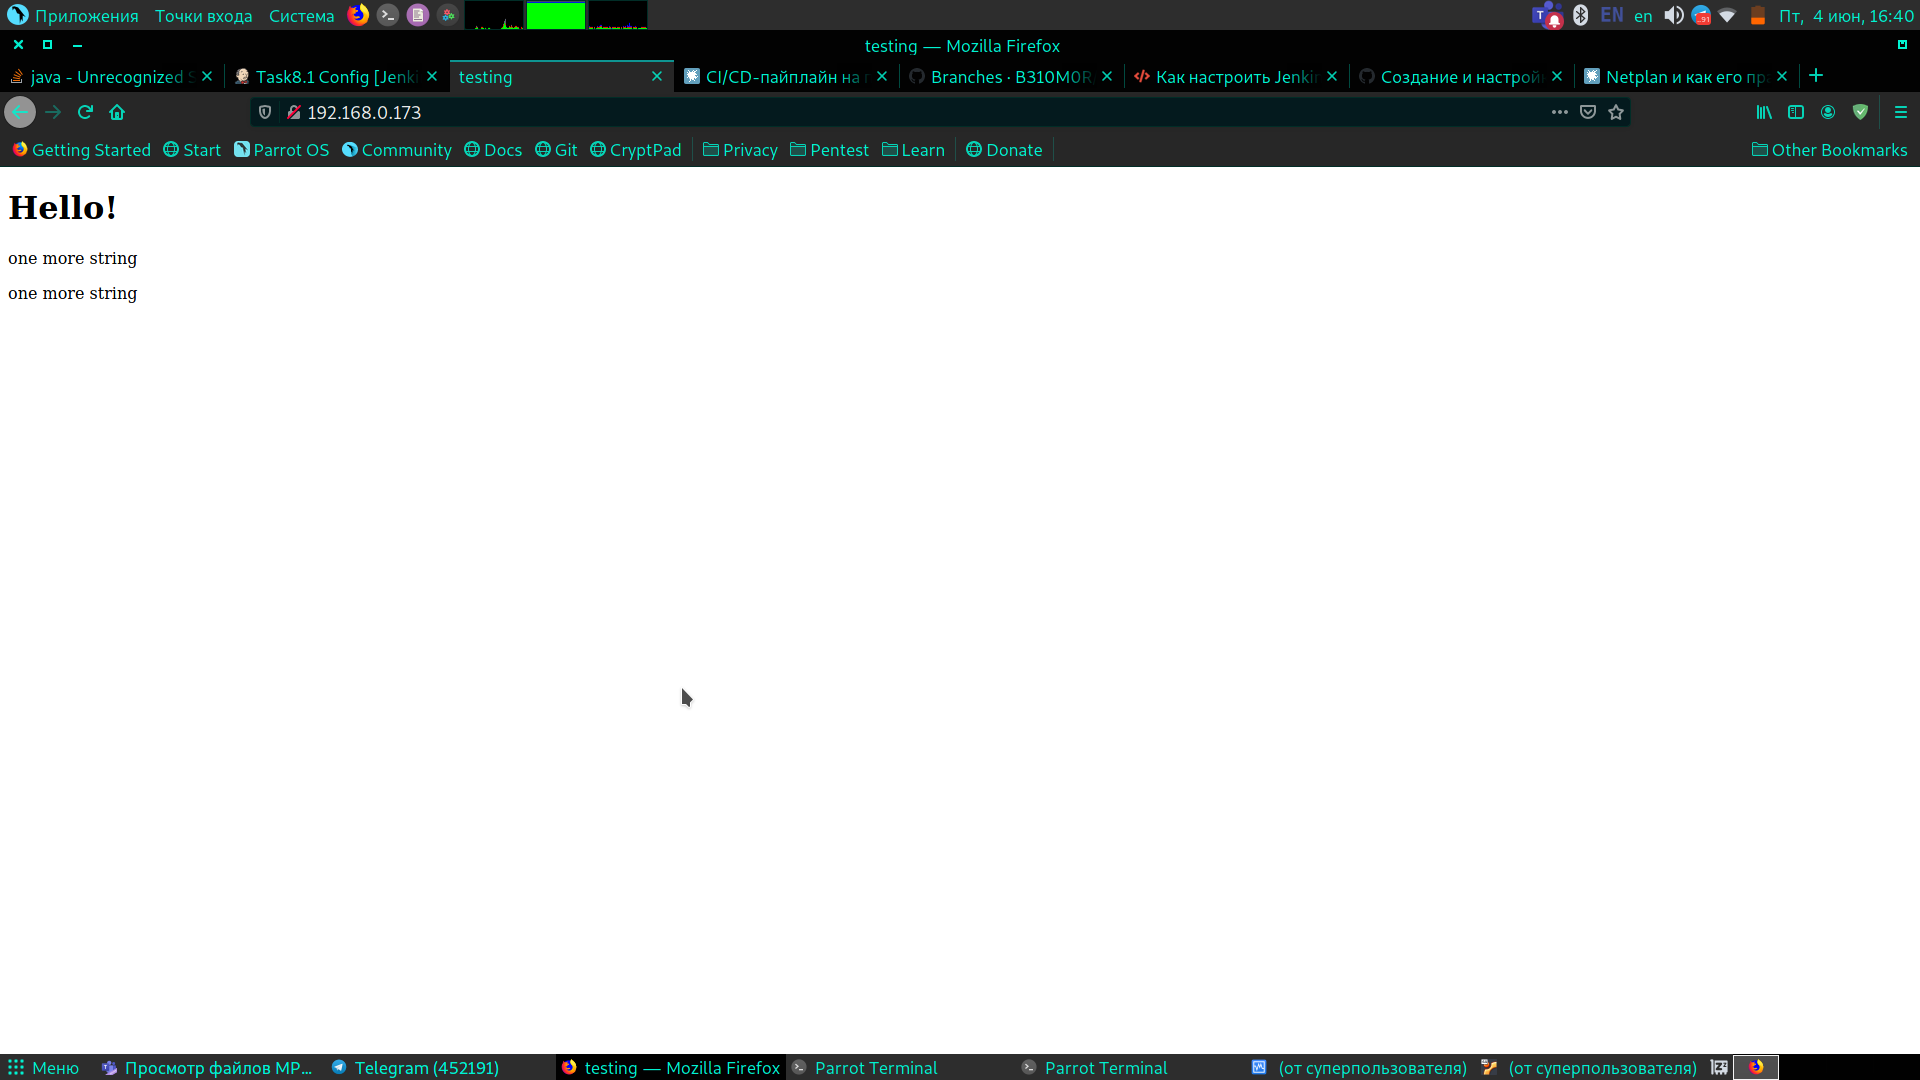 Приложения Точки входа Система EN en Пт, 4 июн, 16:40
testing — Mozilla Firefox
java - Unrecognized Task8.1 Config [Jenki testing CI/CD-пайплайн на Branches · B310M0R Как настроить Jenki Создание и настрой Netplan и как его пр
192.168.0.173
Getting Started Start Parrot OS Community Docs Git CryptPad Privacy Pentest Learn Donate Other Bookmarks
Hello!
one more string
one more string
Меню Просмотр файлов MP... Telegram (452191) testing — Mozilla Firefox Parrot Terminal Parrot Terminal (от суперпользователя) (от суперпользователя)